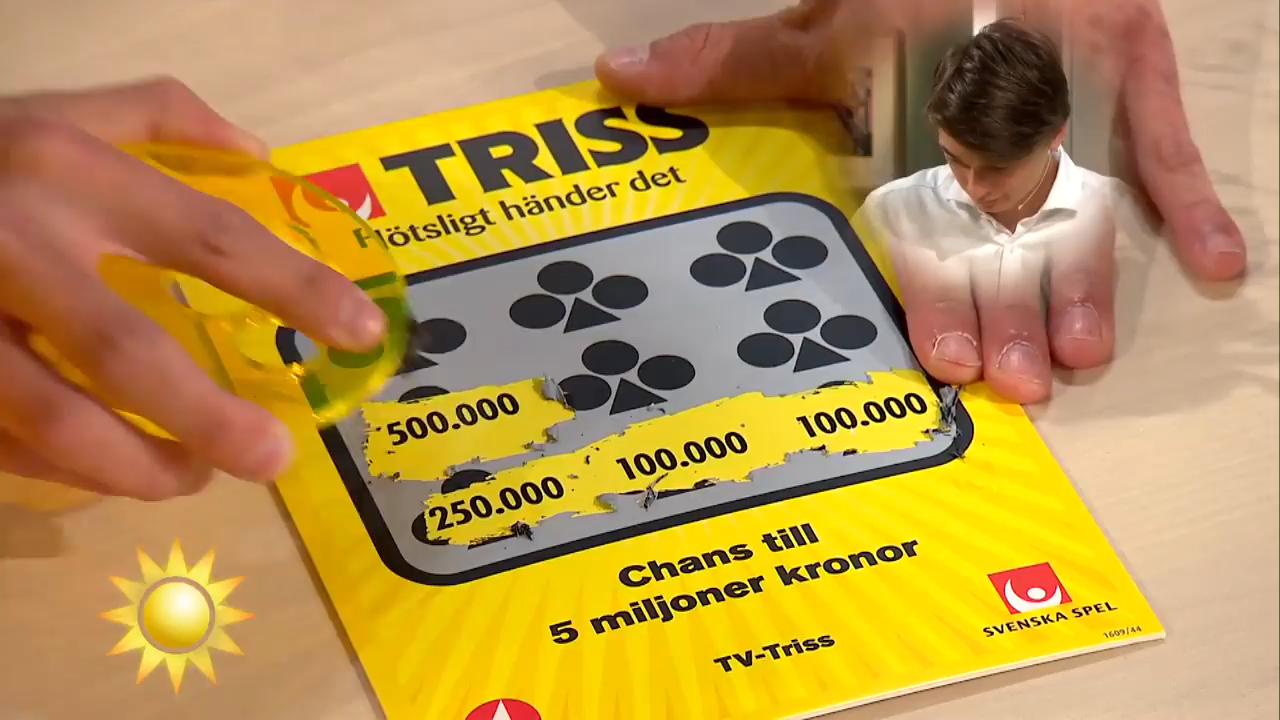 TRISS
Plötsligt händer det
500.000
250.000 100.000 100.000
Chans till
5 miljoner kronor
TV-Triss
SVENSKA SPEL
1609/44